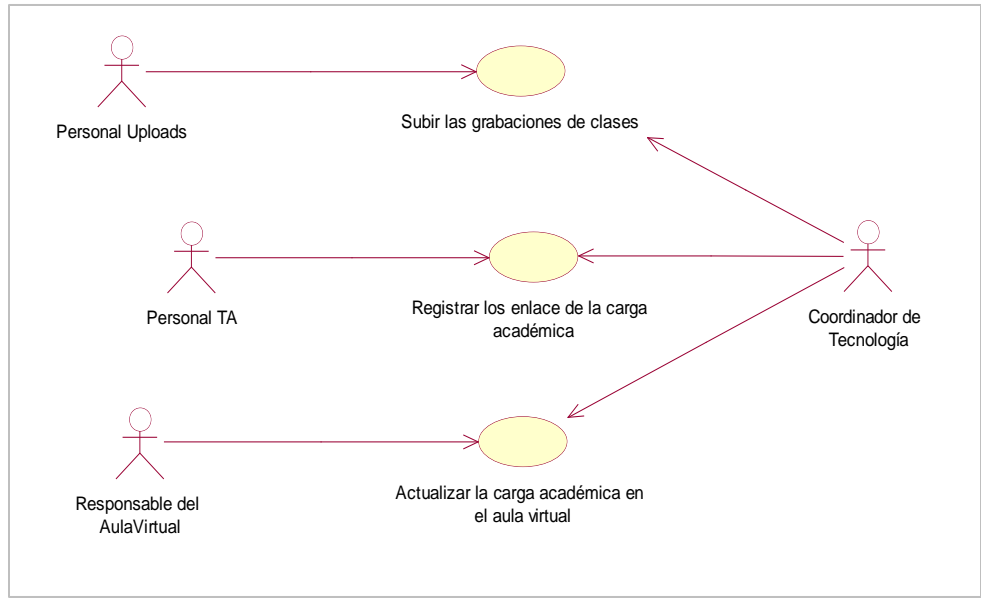 Personal Uploads
Subir las grabaciones de clases
Personal TA
Registrar los enlace de la carga
académica
Coordinador de
Tecnología
Responsable del
AulaVirtual
Actualizar la carga académica en
el aula virtual